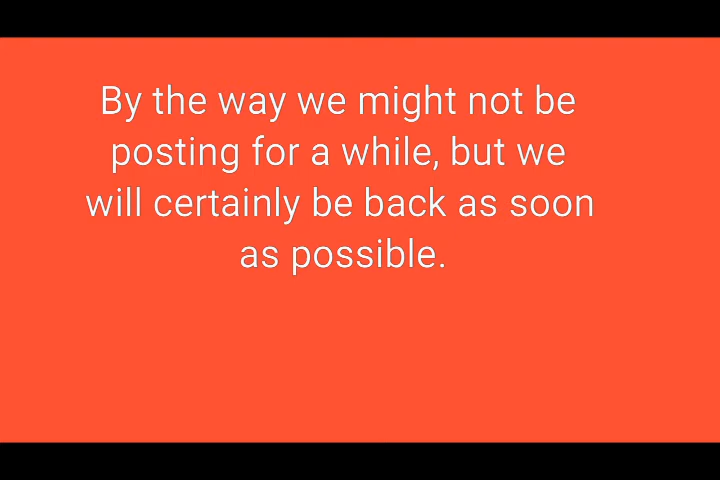 By the way we might not be
posting for a while, but we
will certainly be back as soon
as possible.